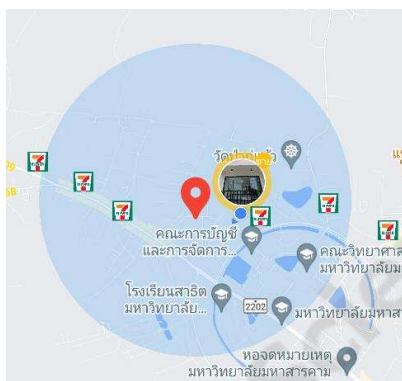 คณะการบัญชี
และการจัดการ...
คณะวิทยาศา
มหาวิทยาลัยม
โรงเรียนสาธิต
มหาวิทยาลัย...
2202
มหาวิทยาลัยมหาส
หอจดหมายเหตุ
มหาวิทยาลัยมหาสารคาม